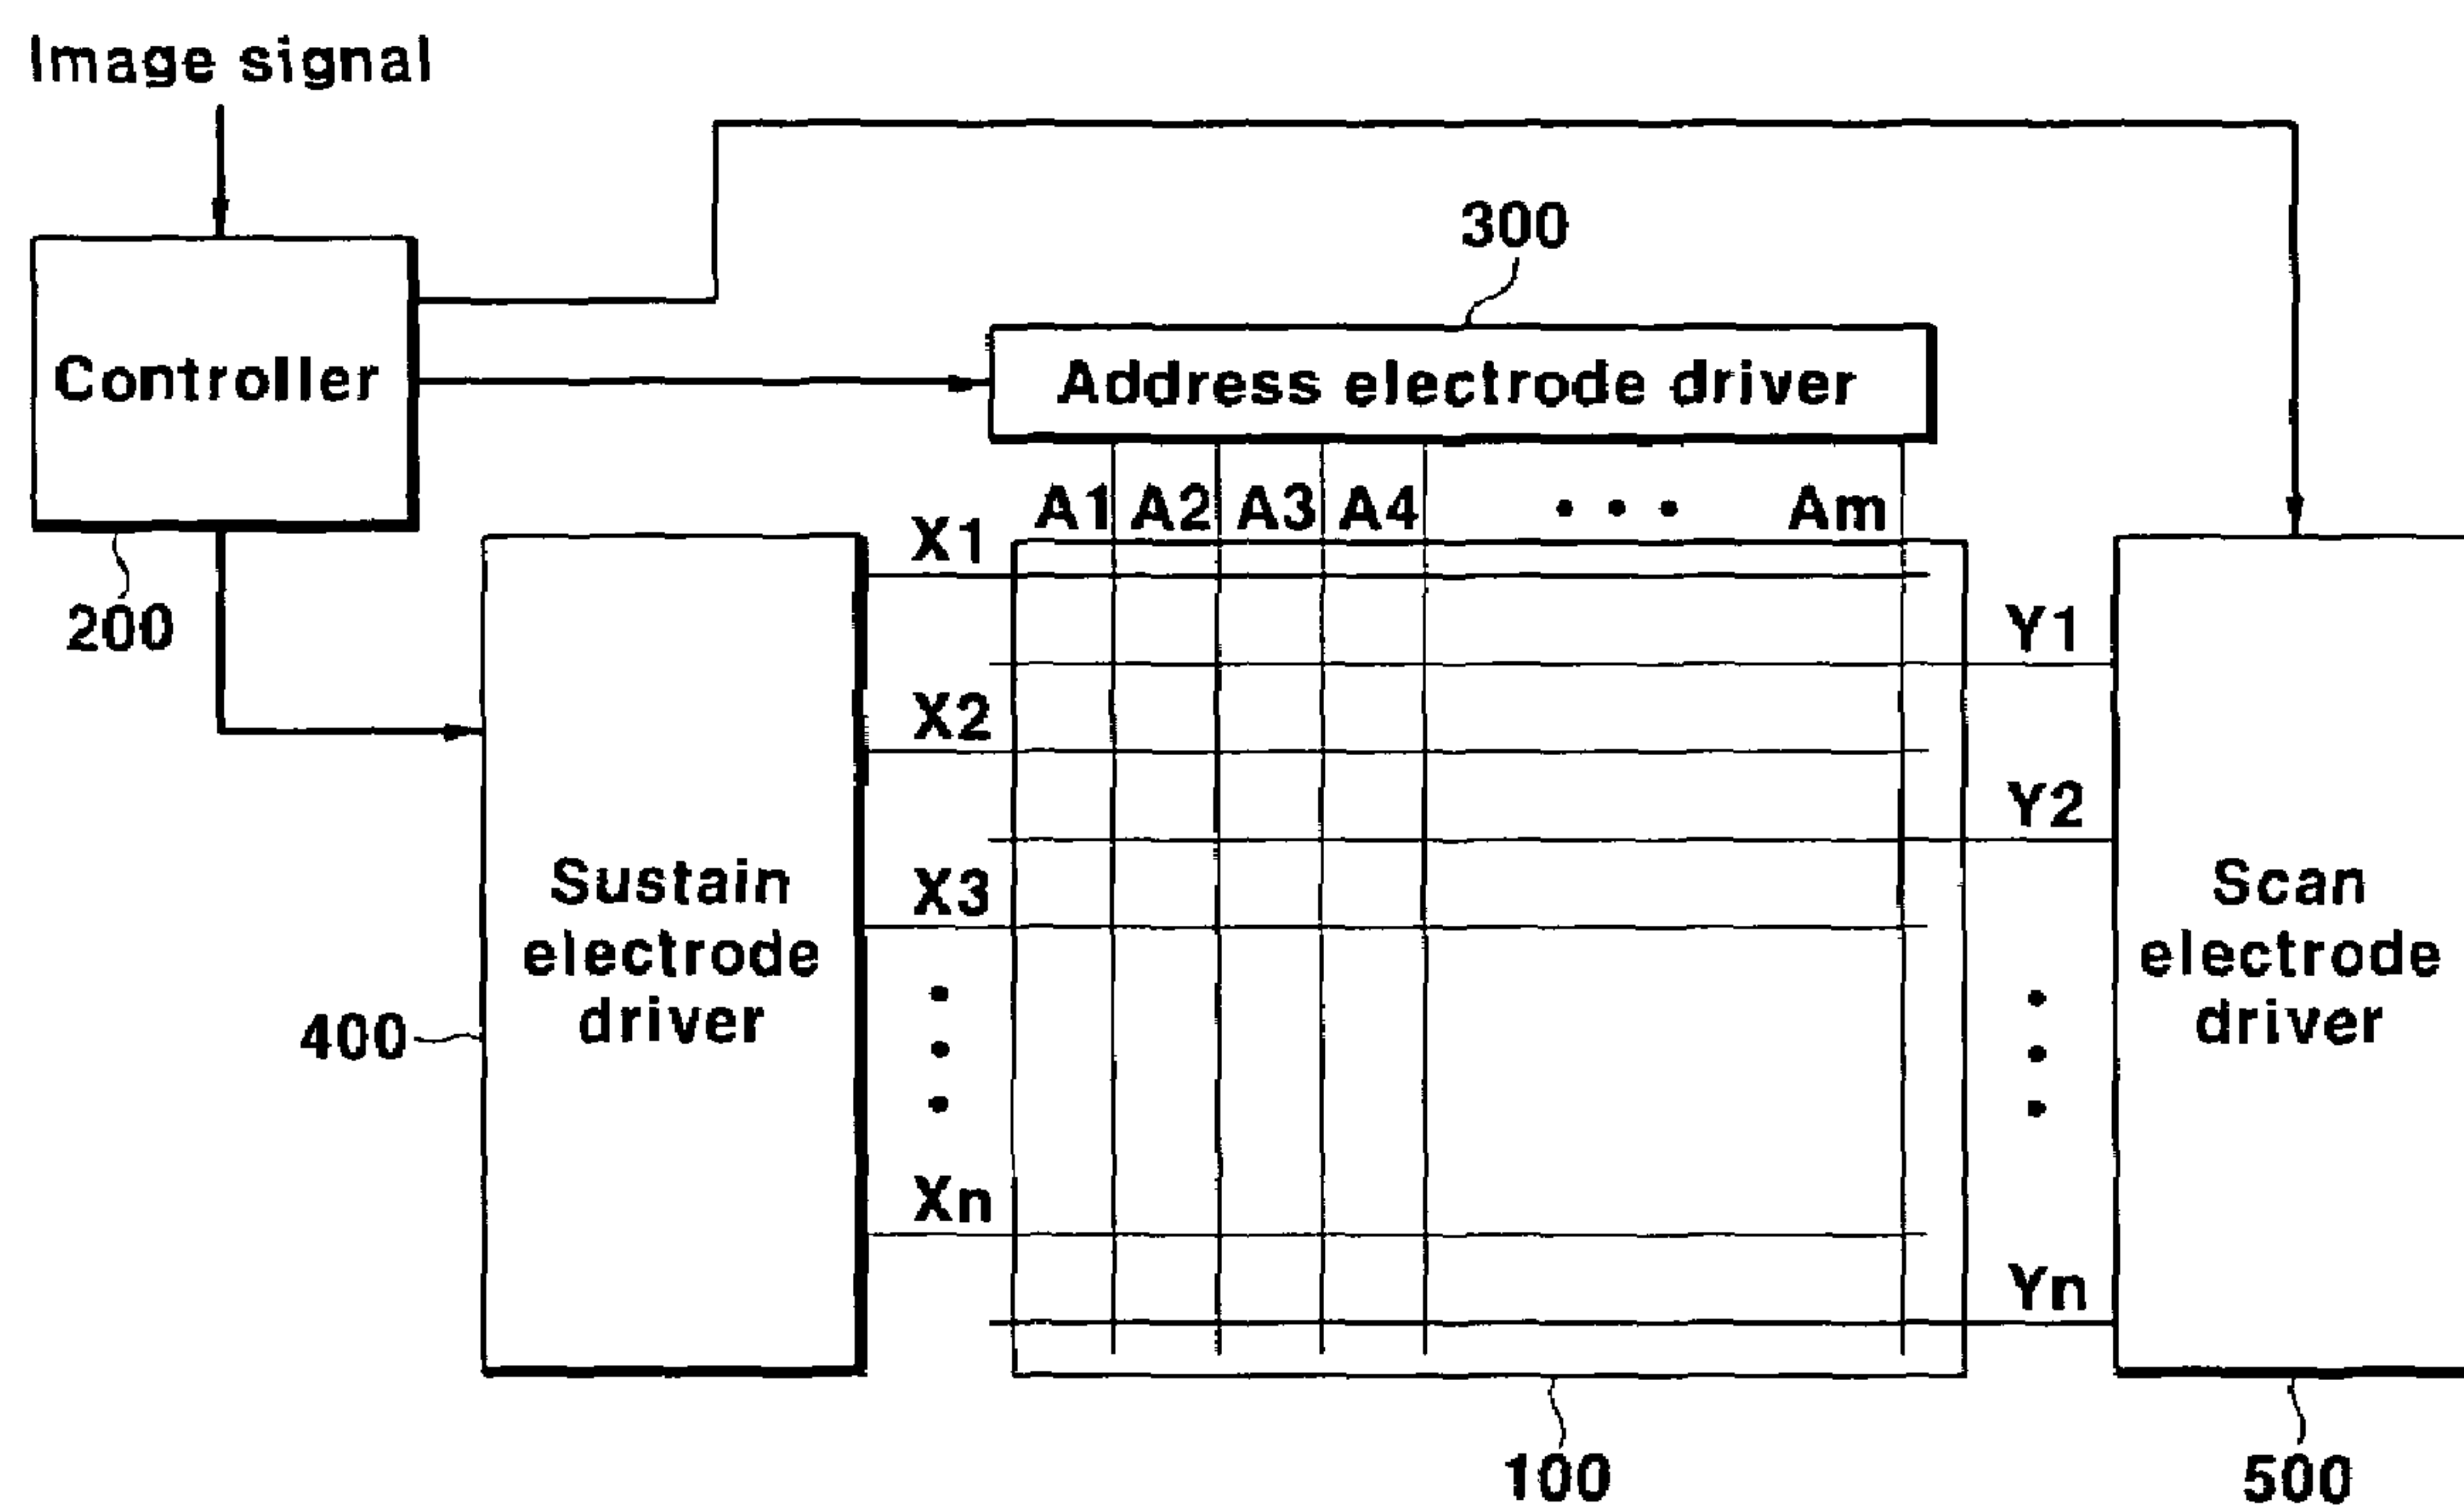 Image signal
300
Controller
Address electrode driver
A1 A2 A3 A4 • • • Am
X1
200
Y1
X2
Y2
X3
Sustain
electrode
driver
Scan
electrode
driver
400
Xn
Yn
100
500